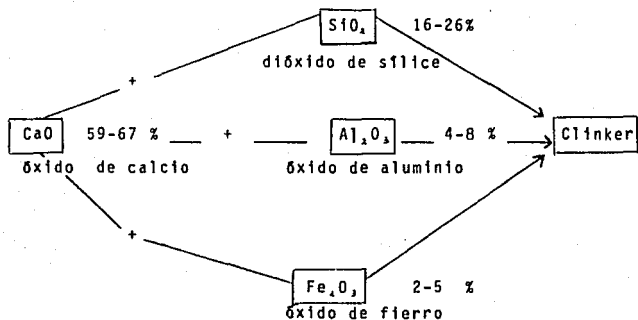 SiO₂ 16-26%
dióxido de sílice
+
CaO 59-67 % + Al₂O₃ 4-8 % Clinker
óxido de calcio óxido de aluminio
+
Fe₂O₃ 2-5 %
óxido de fierro